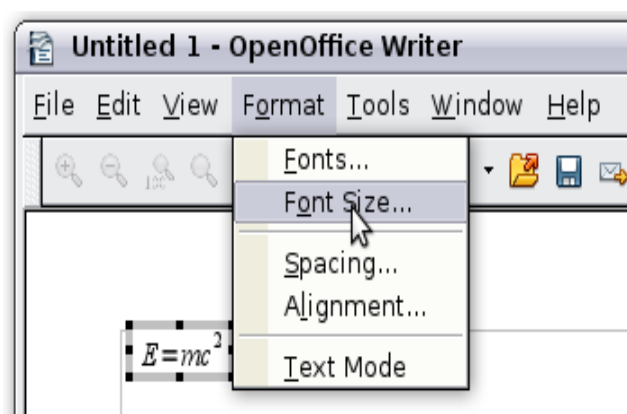 Untitled 1 - OpenOffice Writer
File Edit View Format Tools Window Help
Fonts...
100
Font Size...
Spacing...
Alignment...
E=mc²
Text Mode